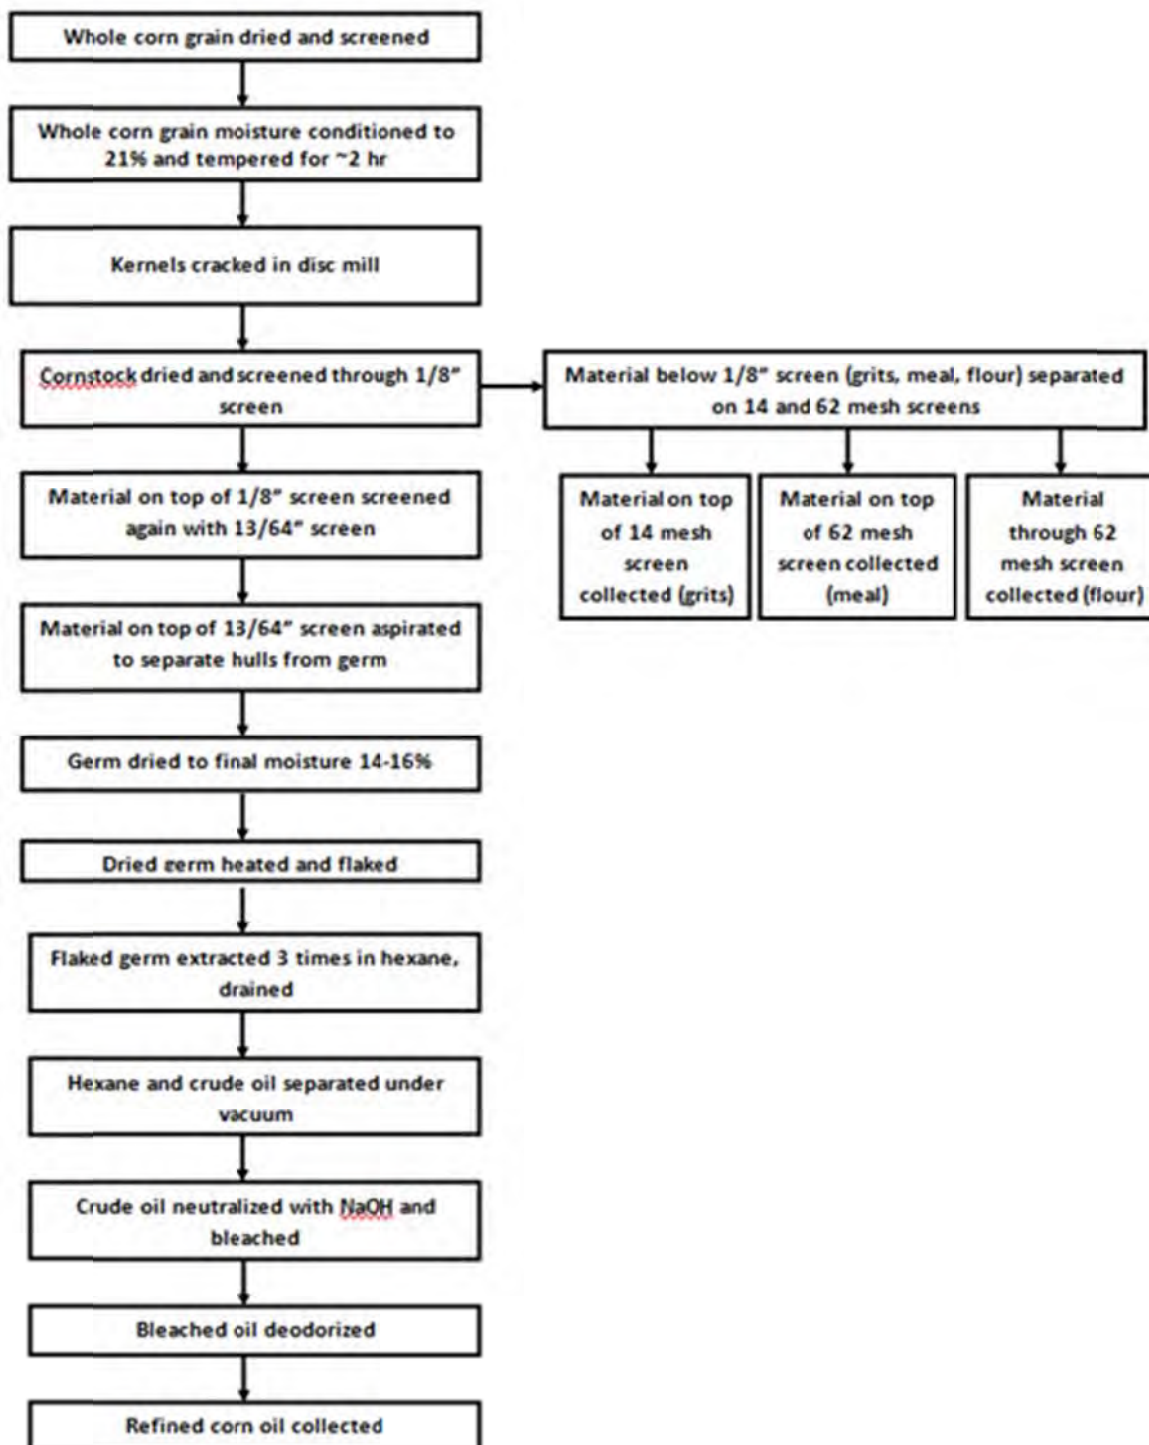 Whole corn grain dried and screened
Whole corn grain moisture conditioned to
21% and tempered for ~2 hr
Kernels cracked in disc mill
Cornstock dried and screened through 1/8”
screen
Material below 1/8” screen (grits, meal, flour) separated
on 14 and 62 mesh screens
Material on top
of 14 mesh
screen
collected (grits)
Material on top
of 62 mesh
screen collected
(meal)
Material
through 62
mesh screen
collected (flour)
Material on top of 1/8” screen screened
again with 13/64” screen
Material on top of 13/64” screen aspirated
to separate hulls from germ
Germ dried to final moisture 14-16%
Dried germ heated and flaked
Flaked germ extracted 3 times in hexane,
drained
Hexane and crude oil separated under
vacuum
Crude oil neutralized with NaOH and
bleached
Bleached oil deodorized
Refined corn oil collected